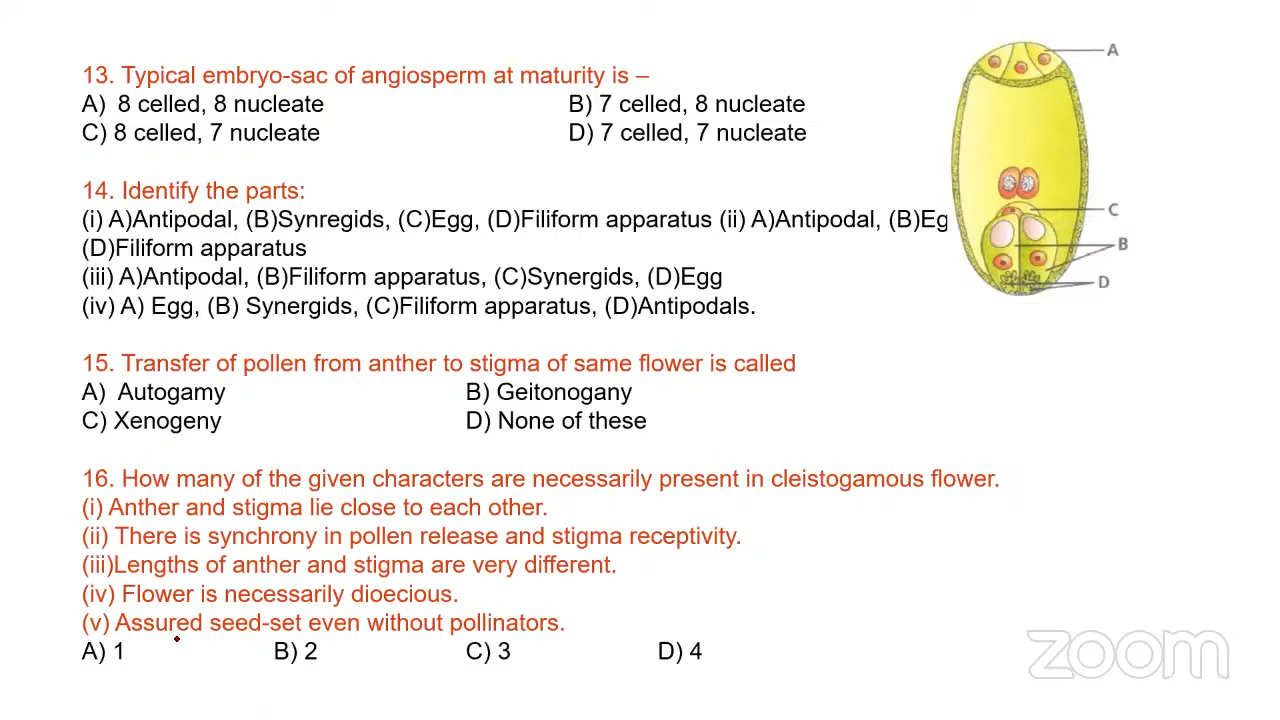 13. Typical embryo-sac of angiosperm at maturity is –
A) 8 celled, 8 nucleate B) 7 celled, 8 nucleate
C) 8 celled, 7 nucleate D) 7 celled, 7 nucleate
14. Identify the parts:
(i) A)Antipodal, (B)Synregids, (C)Egg, (D)Filiform apparatus (ii) A)Antipodal, (B)Eg
(D)Filiform apparatus
(iii) A)Antipodal, (B)Filiform apparatus, (C)Synergids, (D)Egg
(iv) A) Egg, (B) Synergids, (C)Filiform apparatus, (D)Antipodals.
15. Transfer of pollen from anther to stigma of same flower is called
A) Autogamy B) Geitonogany
C) Xenogeny D) None of these
16. How many of the given characters are necessarily present in cleistogamous flower.
(i) Anther and stigma lie close to each other.
(ii) There is synchrony in pollen release and stigma receptivity.
(iii)Lengths of anther and stigma are very different.
(iv) Flower is necessarily dioecious.
(v) Assured seed-set even without pollinators.
A) 1 B) 2 C) 3 D) 4
A
C
B
D
zoom